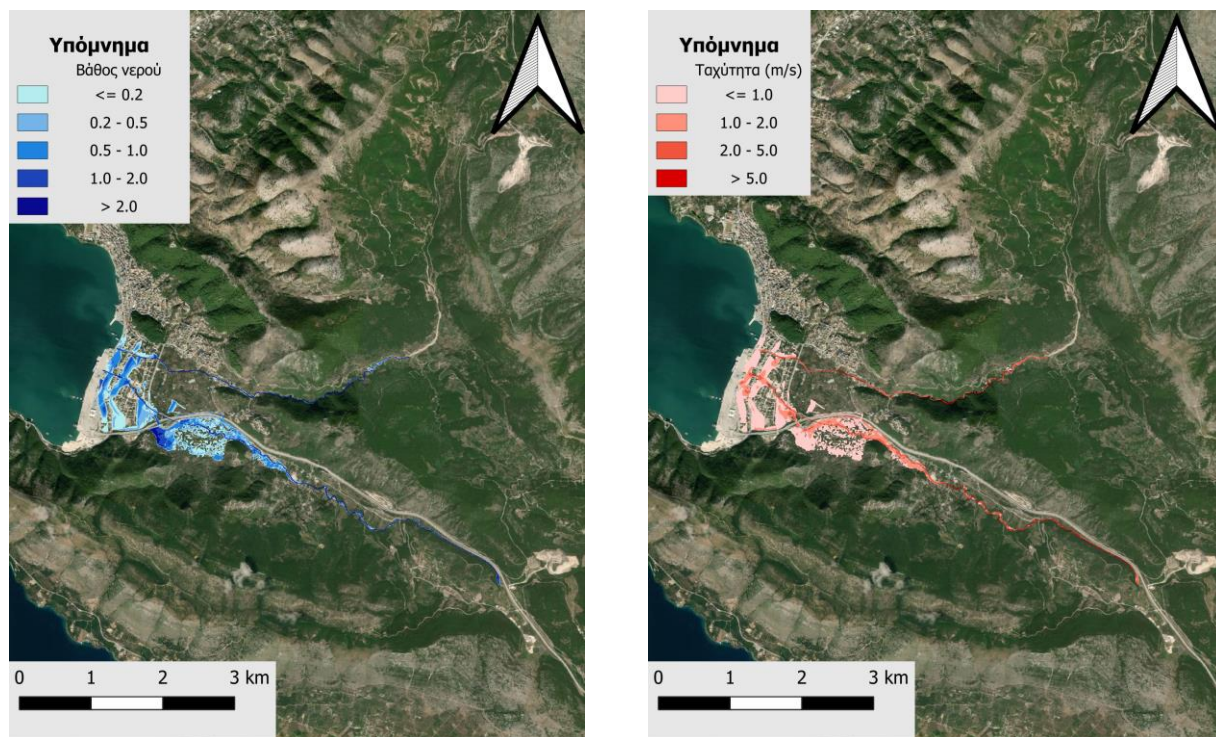 Υπόμνημα
Βάθος νερού
<= 0.2
0.2 - 0.5
0.5 - 1.0
1.0 - 2.0
> 2.0
0 1 2 3 km
Υπόμνημα
Ταχύτητα (m/s)
<= 1.0
1.0 - 2.0
2.0 - 5.0
> 5.0
0 1 2 3 km